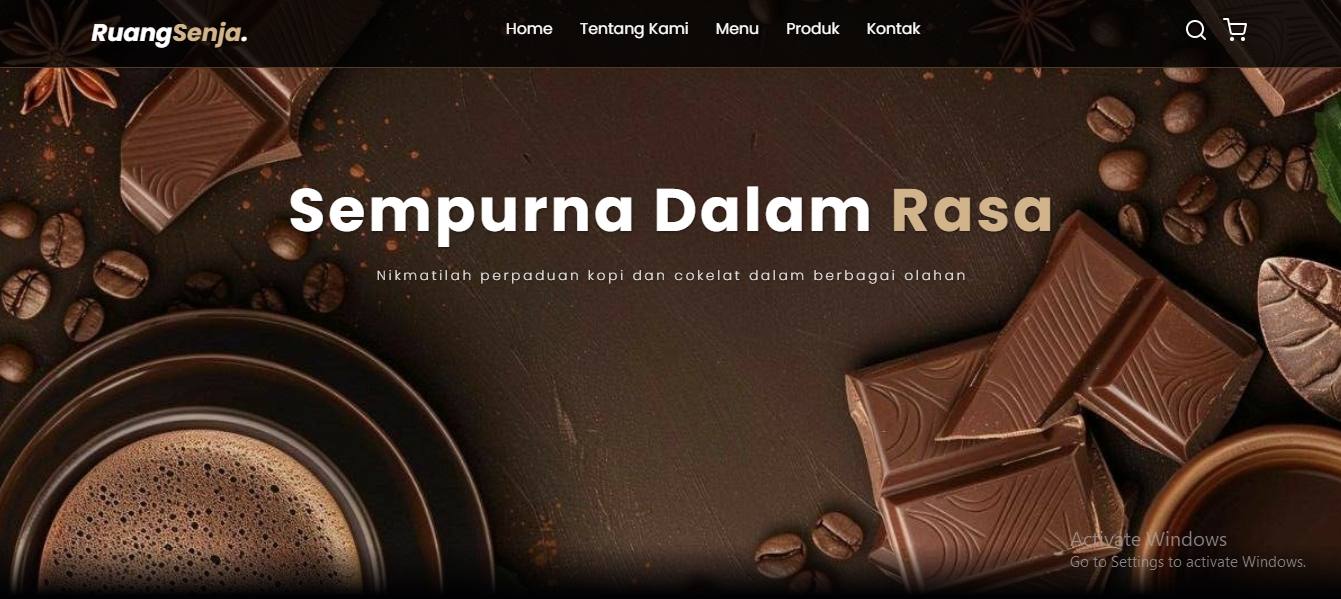 RuangSenja.
Home Tentang Kami Menu Produk Kontak
Sempurna Dalam Rasa
Nikmatilah perpaduan kopi dan cokelat dalam berbagai olahan
Activate Windows
Go to Settings to activate Windows.